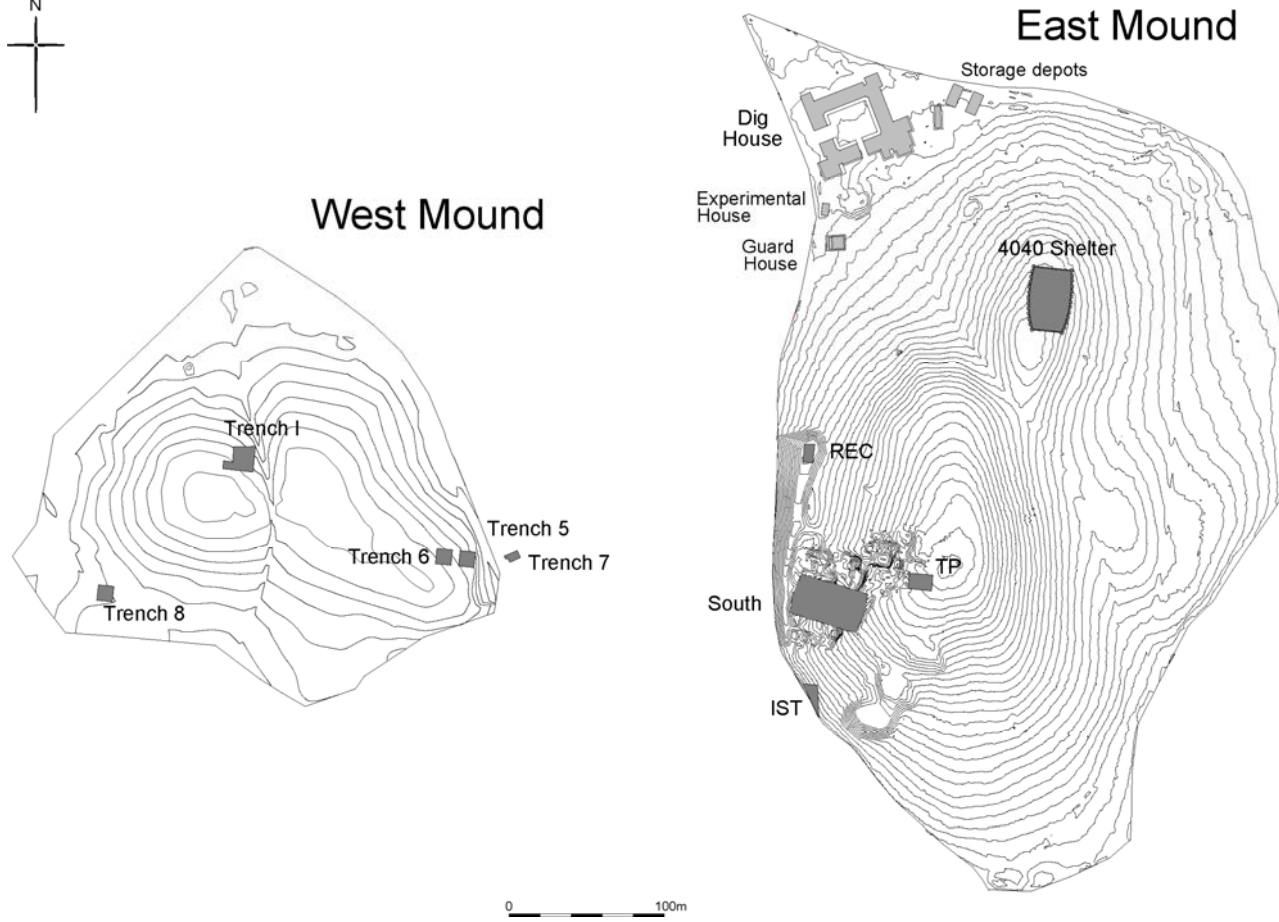 N
East Mound
Storage depots
Dig
House
Experimental
House
West Mound
Guard
House
4040 Shelter
Trench I
REC
Trench 5
Trench 6
Trench 7
TP
South
Trench 8
IST
0
100m